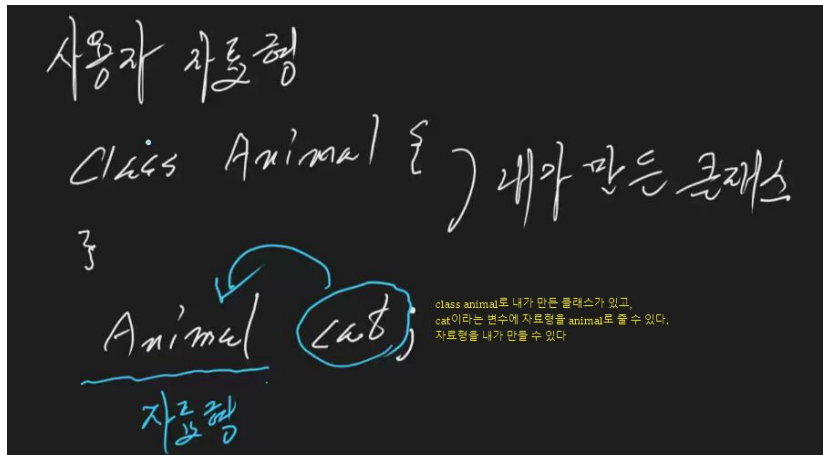 사용자 자료형
Class Animal {
} 내가 만든 클래스
}
Animal cat;
자료형
class animal로 내가 만든 클래스가 있고,
cat이라는 변수에 자료형을 animal로 줄 수 있다.
자료형을 내가 만들 수 있다